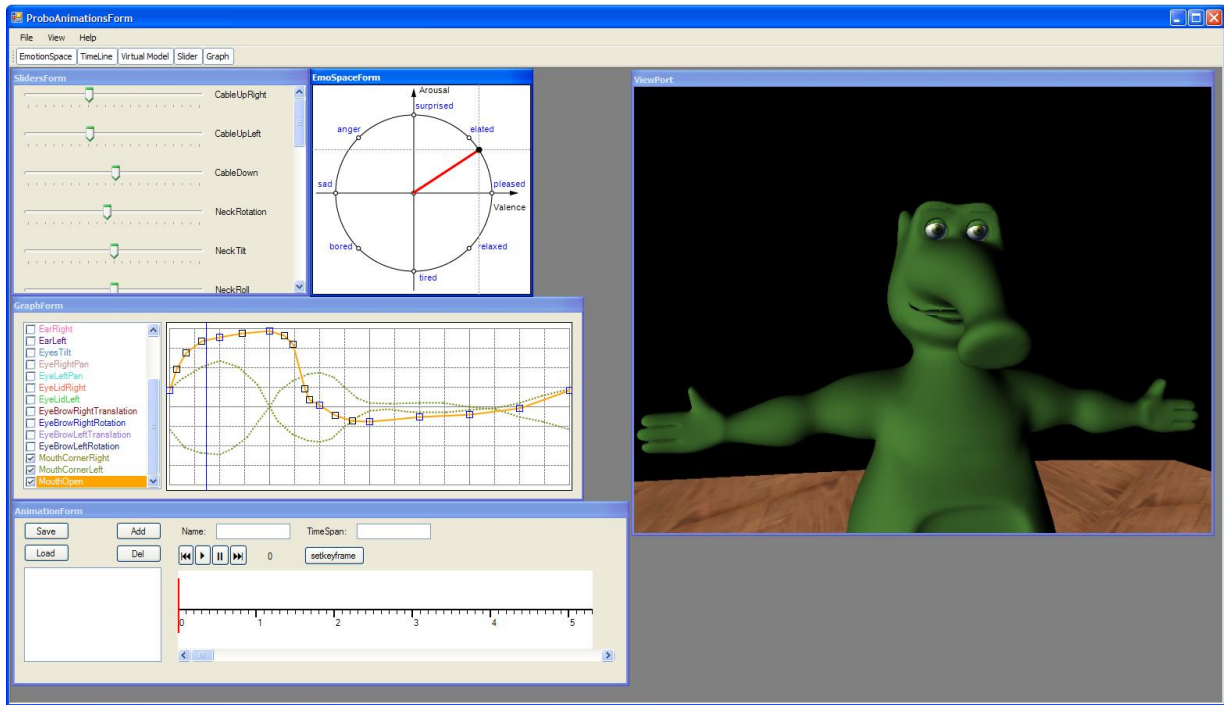 ProboAnimationsForm
File View Help
EmotionSpace TimeLine Virtual Model Slider Graph
SlidersForm
CableUpRight
CableUpLeft
CableDown
NeckRotation
NeckTilt
NeckRoll
EmoSpaceForm
Arousal
surprised
anger
elated
sad
pleased
Valence
bored
relaxed
tired
ViewPort
GraphForm
EarRight
EarLeft
EyesTilt
EyeRightPan
EyeLeftPan
EyeLidRight
EyeLidLeft
EyeBrowRightTranslation
EyeBrowRightRotation
EyeBrowLeftTranslation
EyeBrowLeftRotation
MouthCornerRight
MouthCornerLeft
MouthOpen
AnimationForm
Save Add Name: TimeSpan:
Load Del 0 setkeyframe
0 1 2 3 4 5